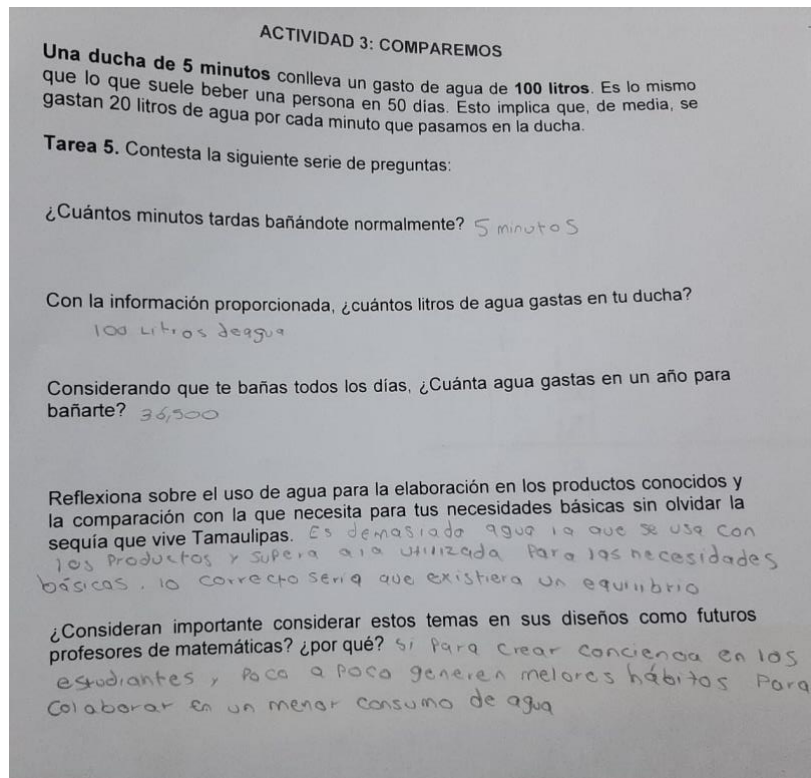 ACTIVIDAD 3: COMPAREMOS
Una ducha de 5 minutos conlleva un gasto de agua de 100 litros. Es lo mismo
que lo que suele beber una persona en 50 días. Esto implica que, de media, se
gastan 20 litros de agua por cada minuto que pasamos en la ducha.
Tarea 5. Contesta la siguiente serie de preguntas:
¿Cuántos minutos tardas bañándote normalmente? 5 minutos
Con la información proporcionada, ¿cuántos litros de agua gastas en tu ducha?
100 Litros de agua
Considerando que te bañas todos los días, ¿Cuánta agua gastas en un año para
bañarte? 36,500
Reflexiona sobre el uso de agua para la elaboración en los productos conocidos y
la comparación con la que necesita para tus necesidades básicas sin olvidar la
sequía que vive Tamaulipas. Es demasiada agua la que se usa con
los productos y supera a la utilizada para las necesidades
básicas. lo correcto seria que existiera un equilibrio
¿Consideran importante considerar estos temas en sus diseños como futuros
profesores de matemáticas? ¿por qué? si para crear conciencia en los
estudiantes y poco a poco generen melores hábitos para
colaborar en un menor consumo de agua